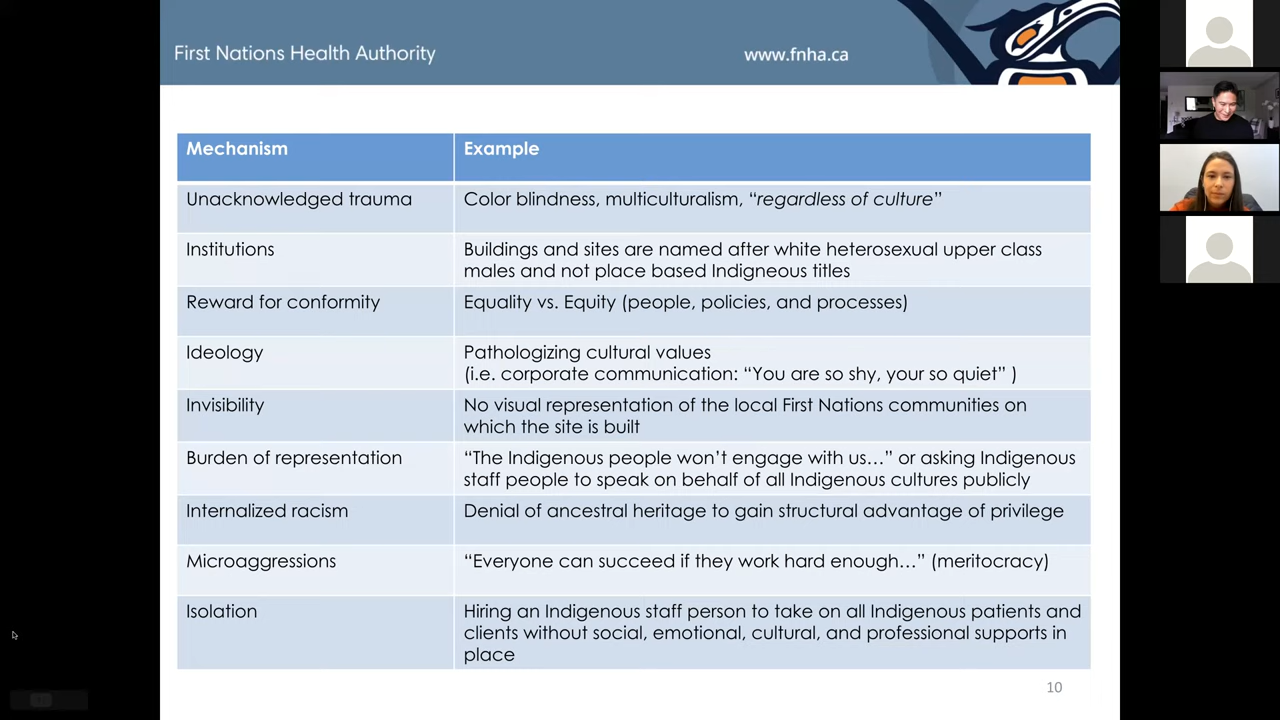 First Nations Health Authority
www.fnha.ca
Mechanism
Example
Unacknowledged trauma
Color blindness, multiculturalism, “regardless of culture”
Institutions
Buildings and sites are named after white heterosexual upper class
males and not place based Indigneous titles
Reward for conformity
Equality vs. Equity (people, policies, and processes)
Ideology
Pathologizing cultural values
(i.e. corporate communication: “You are so shy, your so quiet” )
Invisibility
No visual representation of the local First Nations communities on
which the site is built
Burden of representation
“The Indigenous people won’t engage with us…” or asking Indigenous
staff people to speak on behalf of all Indigenous cultures publicly
Internalized racism
Denial of ancestral heritage to gain structural advantage of privilege
Microaggressions
“Everyone can succeed if they work hard enough…” (meritocracy)
Isolation
Hiring an Indigenous staff person to take on all Indigenous patients and
clients without social, emotional, cultural, and professional supports in
place
10